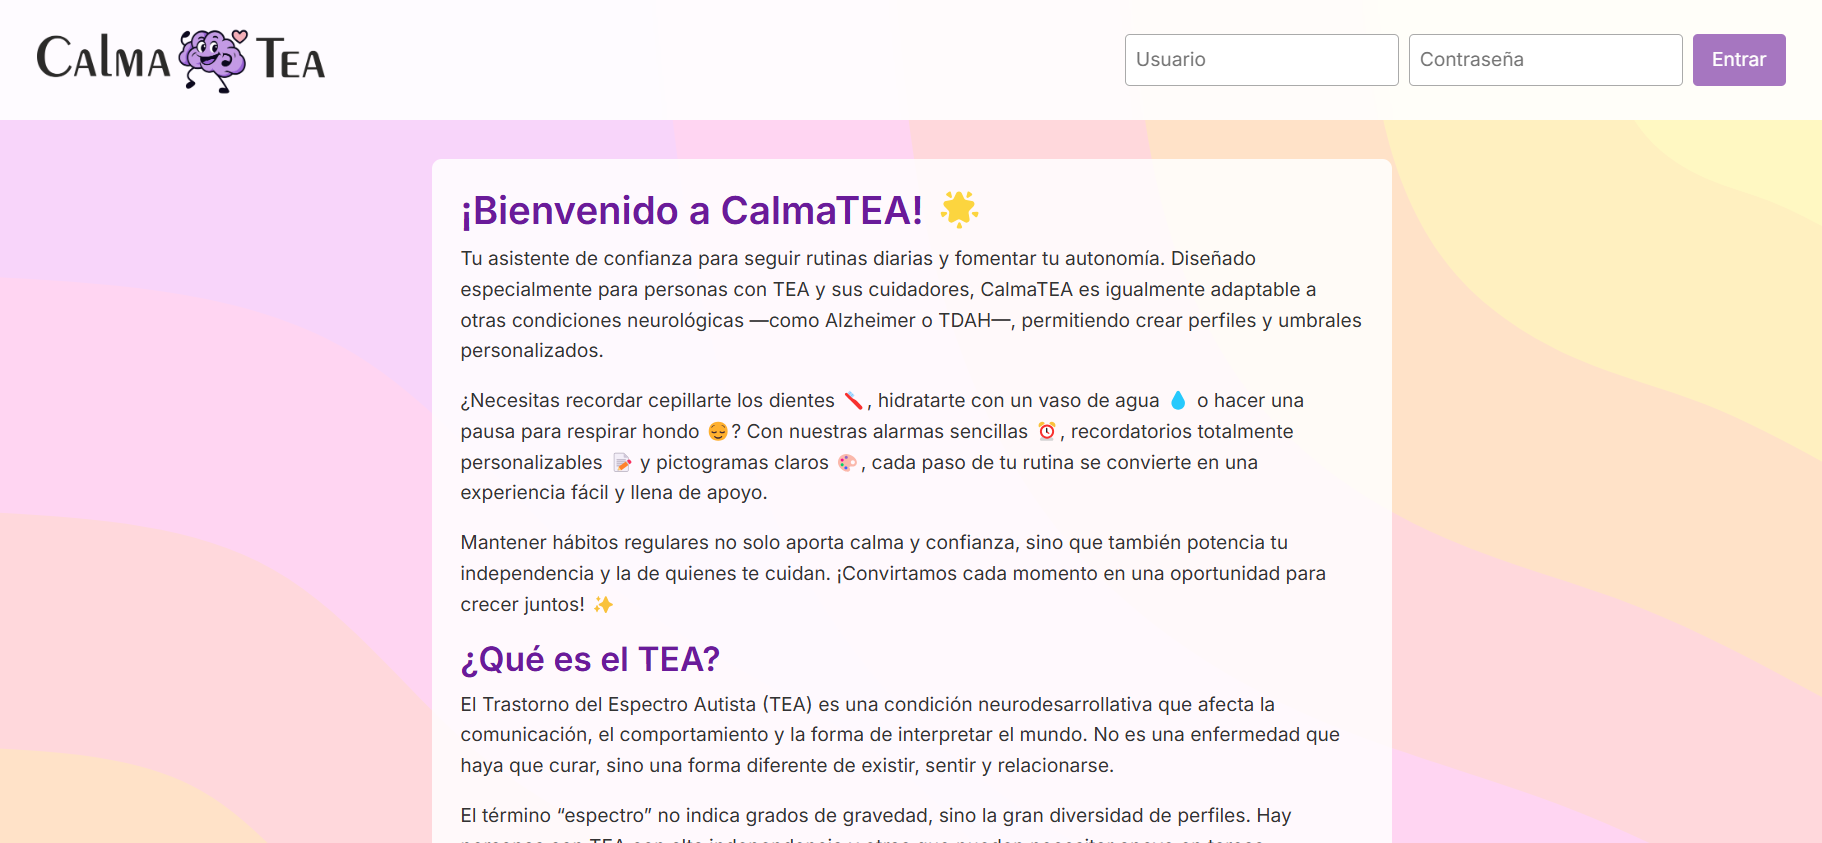 CALMA TEA
Usuario
Contraseña
Entrar
¡Bienvenido a CalmaTEA! 🌟
Tu asistente de confianza para seguir rutinas diarias y fomentar tu autonomía. Diseñado
especialmente para personas con TEA y sus cuidadores, CalmaTEA es igualmente adaptable a
otras condiciones neurológicas —como Alzheimer o TDAH—, permitiendo crear perfiles y umbrales
personalizados.
¿Necesitas recordar cepillarte los dientes 🪥, hidratarte con un vaso de agua 💧 o hacer una
pausa para respirar hondo 😌? Con nuestras alarmas sencillas ⏰, recordatorios totalmente
personalizables 📝 y pictogramas claros 🎨, cada paso de tu rutina se convierte en una
experiencia fácil y llena de apoyo.
Mantener hábitos regulares no solo aporta calma y confianza, sino que también potencia tu
independencia y la de quienes te cuidan. ¡Convirtamos cada momento en una oportunidad para
crecer juntos! ✨
¿Qué es el TEA?
El Trastorno del Espectro Autista (TEA) es una condición neurodesarrollativa que afecta la
comunicación, el comportamiento y la forma de interpretar el mundo. No es una enfermedad que
haya que curar, sino una forma diferente de existir, sentir y relacionarse.
El término “espectro” no indica grados de gravedad, sino la gran diversidad de perfiles. Hay